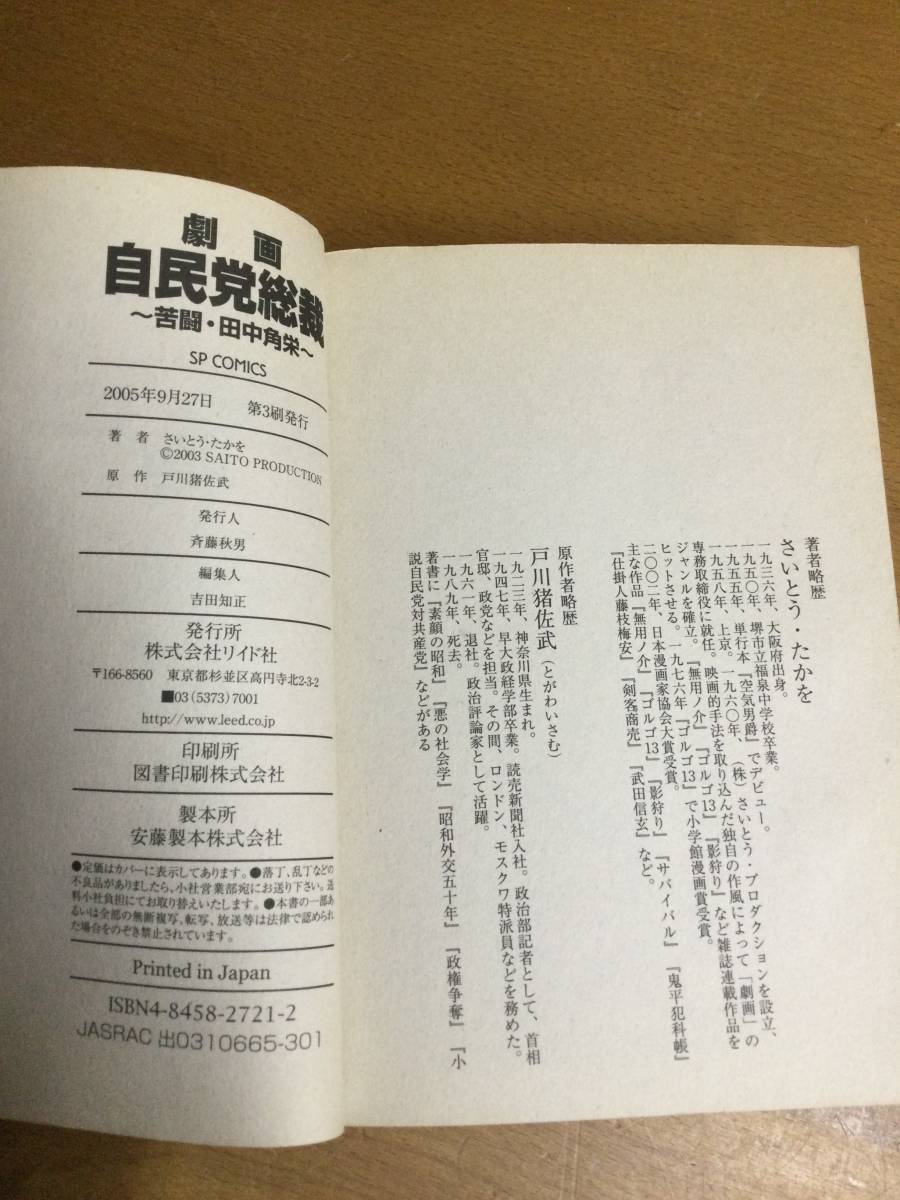 劇画
自民党総裁
～苦闘・田中角栄～
SP COMICS
2005年9月27日 第3刷発行
著者 さいとう・たかを
©2003 SAITO PRODUCTION
原作 戸川猪佐武
発行人
斉藤秋男
編集人
吉田知正
発行所
株式会社リイド社
〒166-8560 東京都杉並区高円寺北2-3-2
■03(5373)7001
http://www.leed.co.jp
印刷所
図書印刷株式会社
製本所
安藤製本株式会社
●定価はカバーに表示してあります。●落丁、乱丁などの
不良品がありましたら、小社営業部宛にお送り下さい。送
料小社負担にてお取り替えいたします。●本書の一部あ
るいは全部の無断複写、転写、放送等は法律で認められ
た場合をのぞき禁止されています。
Printed in Japan
ISBN4-8458-2721-2
JASRAC 出0310665-301
著者略歴
さいとう・たかを
一九三六年、大阪府出身。
一九五〇年、堺市立福泉中学校卒業。
一九五五年、単行本『空気男爵』でデビュー。
一九五八年、上京。一九六〇年、(株)さいとう・プロダクションを設立、
専務取締役に就任。映画的手法を取り込んだ独自の作風によって「劇画」の
ジャンルを確立。『無用ノ介』『ゴルゴ13』『影狩り』など雑誌連載作品を
ヒットさせる。一九七六年『ゴルゴ13』で小学館漫画賞受賞。
二〇〇二年、日本漫画家協会大賞受賞。
主な作品『無用ノ介』『ゴルゴ13』『影狩り』『サバイバル』『鬼平犯科帳』
『仕掛人藤枝梅安』『剣客商売』『武田信玄』など。
原作者略歴
戸川猪佐武(とがわいさむ)
一九二三年、神奈川県生まれ。
一九四七年、早大政経学部卒業。読売新聞社入社。政治部記者として、首相
官邸、政党などを担当。その間、ロンドン、モスクワ特派員などを務めた。
一九六一年、退社。政治評論家として活躍。
一九八九年、死去。
著書に『素顔の昭和』『悪の社会学』『昭和外交五十年』『政権争奪』『小
説自民党対共産党』などがある